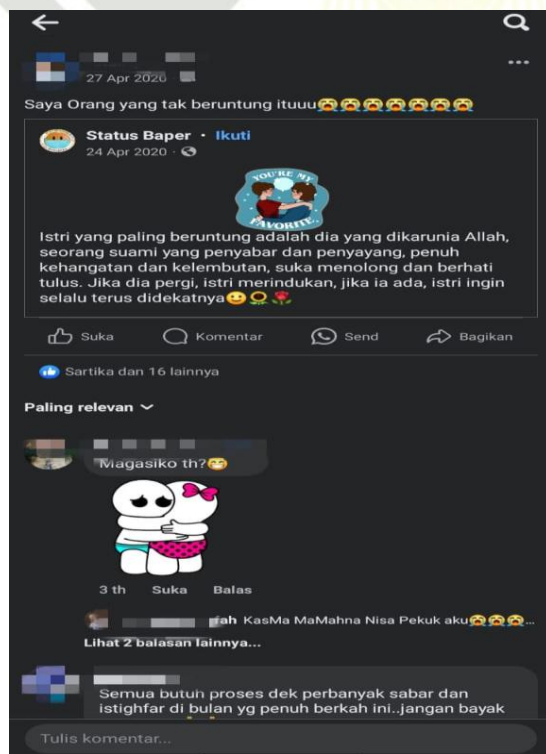 27 Apr 2020
Saya Orang yang tak beruntung ituuu😭😭😭😭😭😭😭
Status Baper · Ikuti
24 Apr 2020 ·
YOU'RE MY
FAVORITE
Istri yang paling beruntung adalah dia yang dikarunia Allah,
seorang suami yang penyabar dan penyayang, penuh
kehangatan dan kelembutan, suka menolong dan berhati
tulus. Jika dia pergi, istri merindukan, jika ia ada, istri ingin
selalu terus didekatnya😃🌻🌹
Suka Komentar Send Bagikan
Sartika dan 16 lainnya
Paling relevan
Magasiko th?😁
3 th Suka Balas
fah KasMa MaMahna Nisa Pekuk aku😭😭😭...
Lihat 2 balasan lainnya...
Semua butuh proses dek perbanyak sabar dan
istighfar di bulan yg penuh berkah ini..jangan bayak
Tulis komentar...